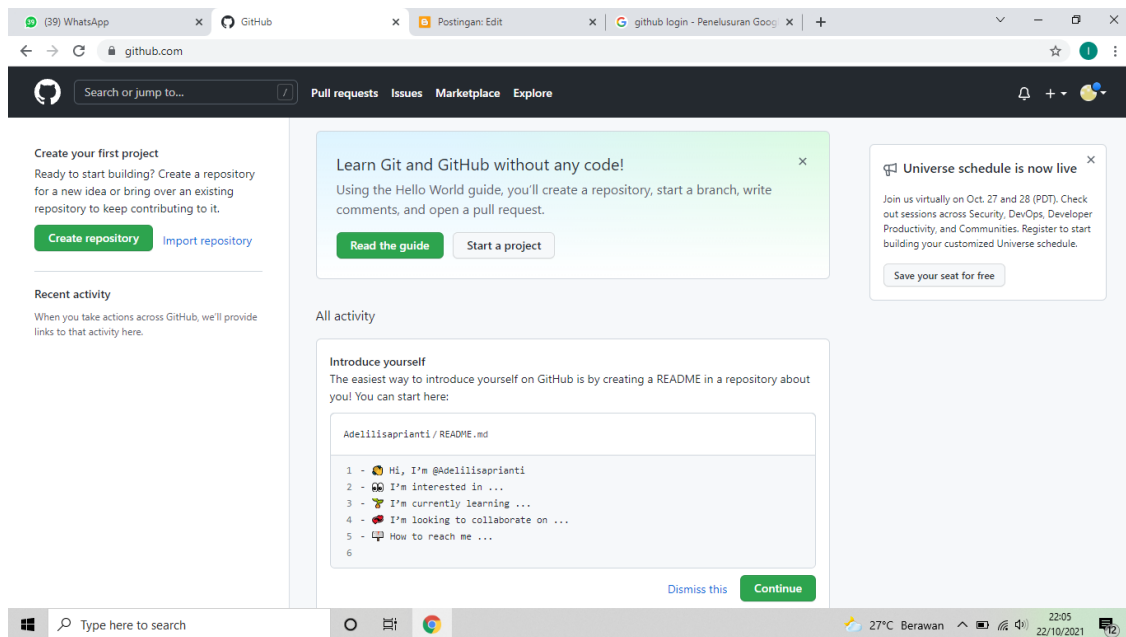 (39) WhatsApp
GitHub
Postingan: Edit
github login - Penelusuran Goog
github.com
Search or jump to...
/
Pull requests Issues Marketplace Explore
Create your first project
Ready to start building? Create a repository
for a new idea or bring over an existing
repository to keep contributing to it.
Create repository
Import repository
Recent activity
When you take actions across GitHub, we'll provide
links to that activity here.
Learn Git and GitHub without any code!
Using the Hello World guide, you'll create a repository, start a branch, write
comments, and open a pull request.
Read the guide
Start a project
All activity
Introduce yourself
The easiest way to introduce yourself on GitHub is by creating a README in a repository about
you! You can start here:
Adelilisaprianti / README.md
1 - 👋 Hi, I'm @Adelilisaprianti
2 - 👀 I'm interested in ...
3 - 🌱 I'm currently learning ...
4 - 💞️ I'm looking to collaborate on ...
5 - 📫 How to reach me ...
6
Dismiss this
Continue
Universe schedule is now live
Join us virtually on Oct. 27 and 28 (PDT). Check
out sessions across Security, DevOps, Developer
Productivity, and Communities. Register to start
building your customized Universe schedule.
Save your seat for free
Type here to search
27°C Berawan
22:05
22/10/2021
12